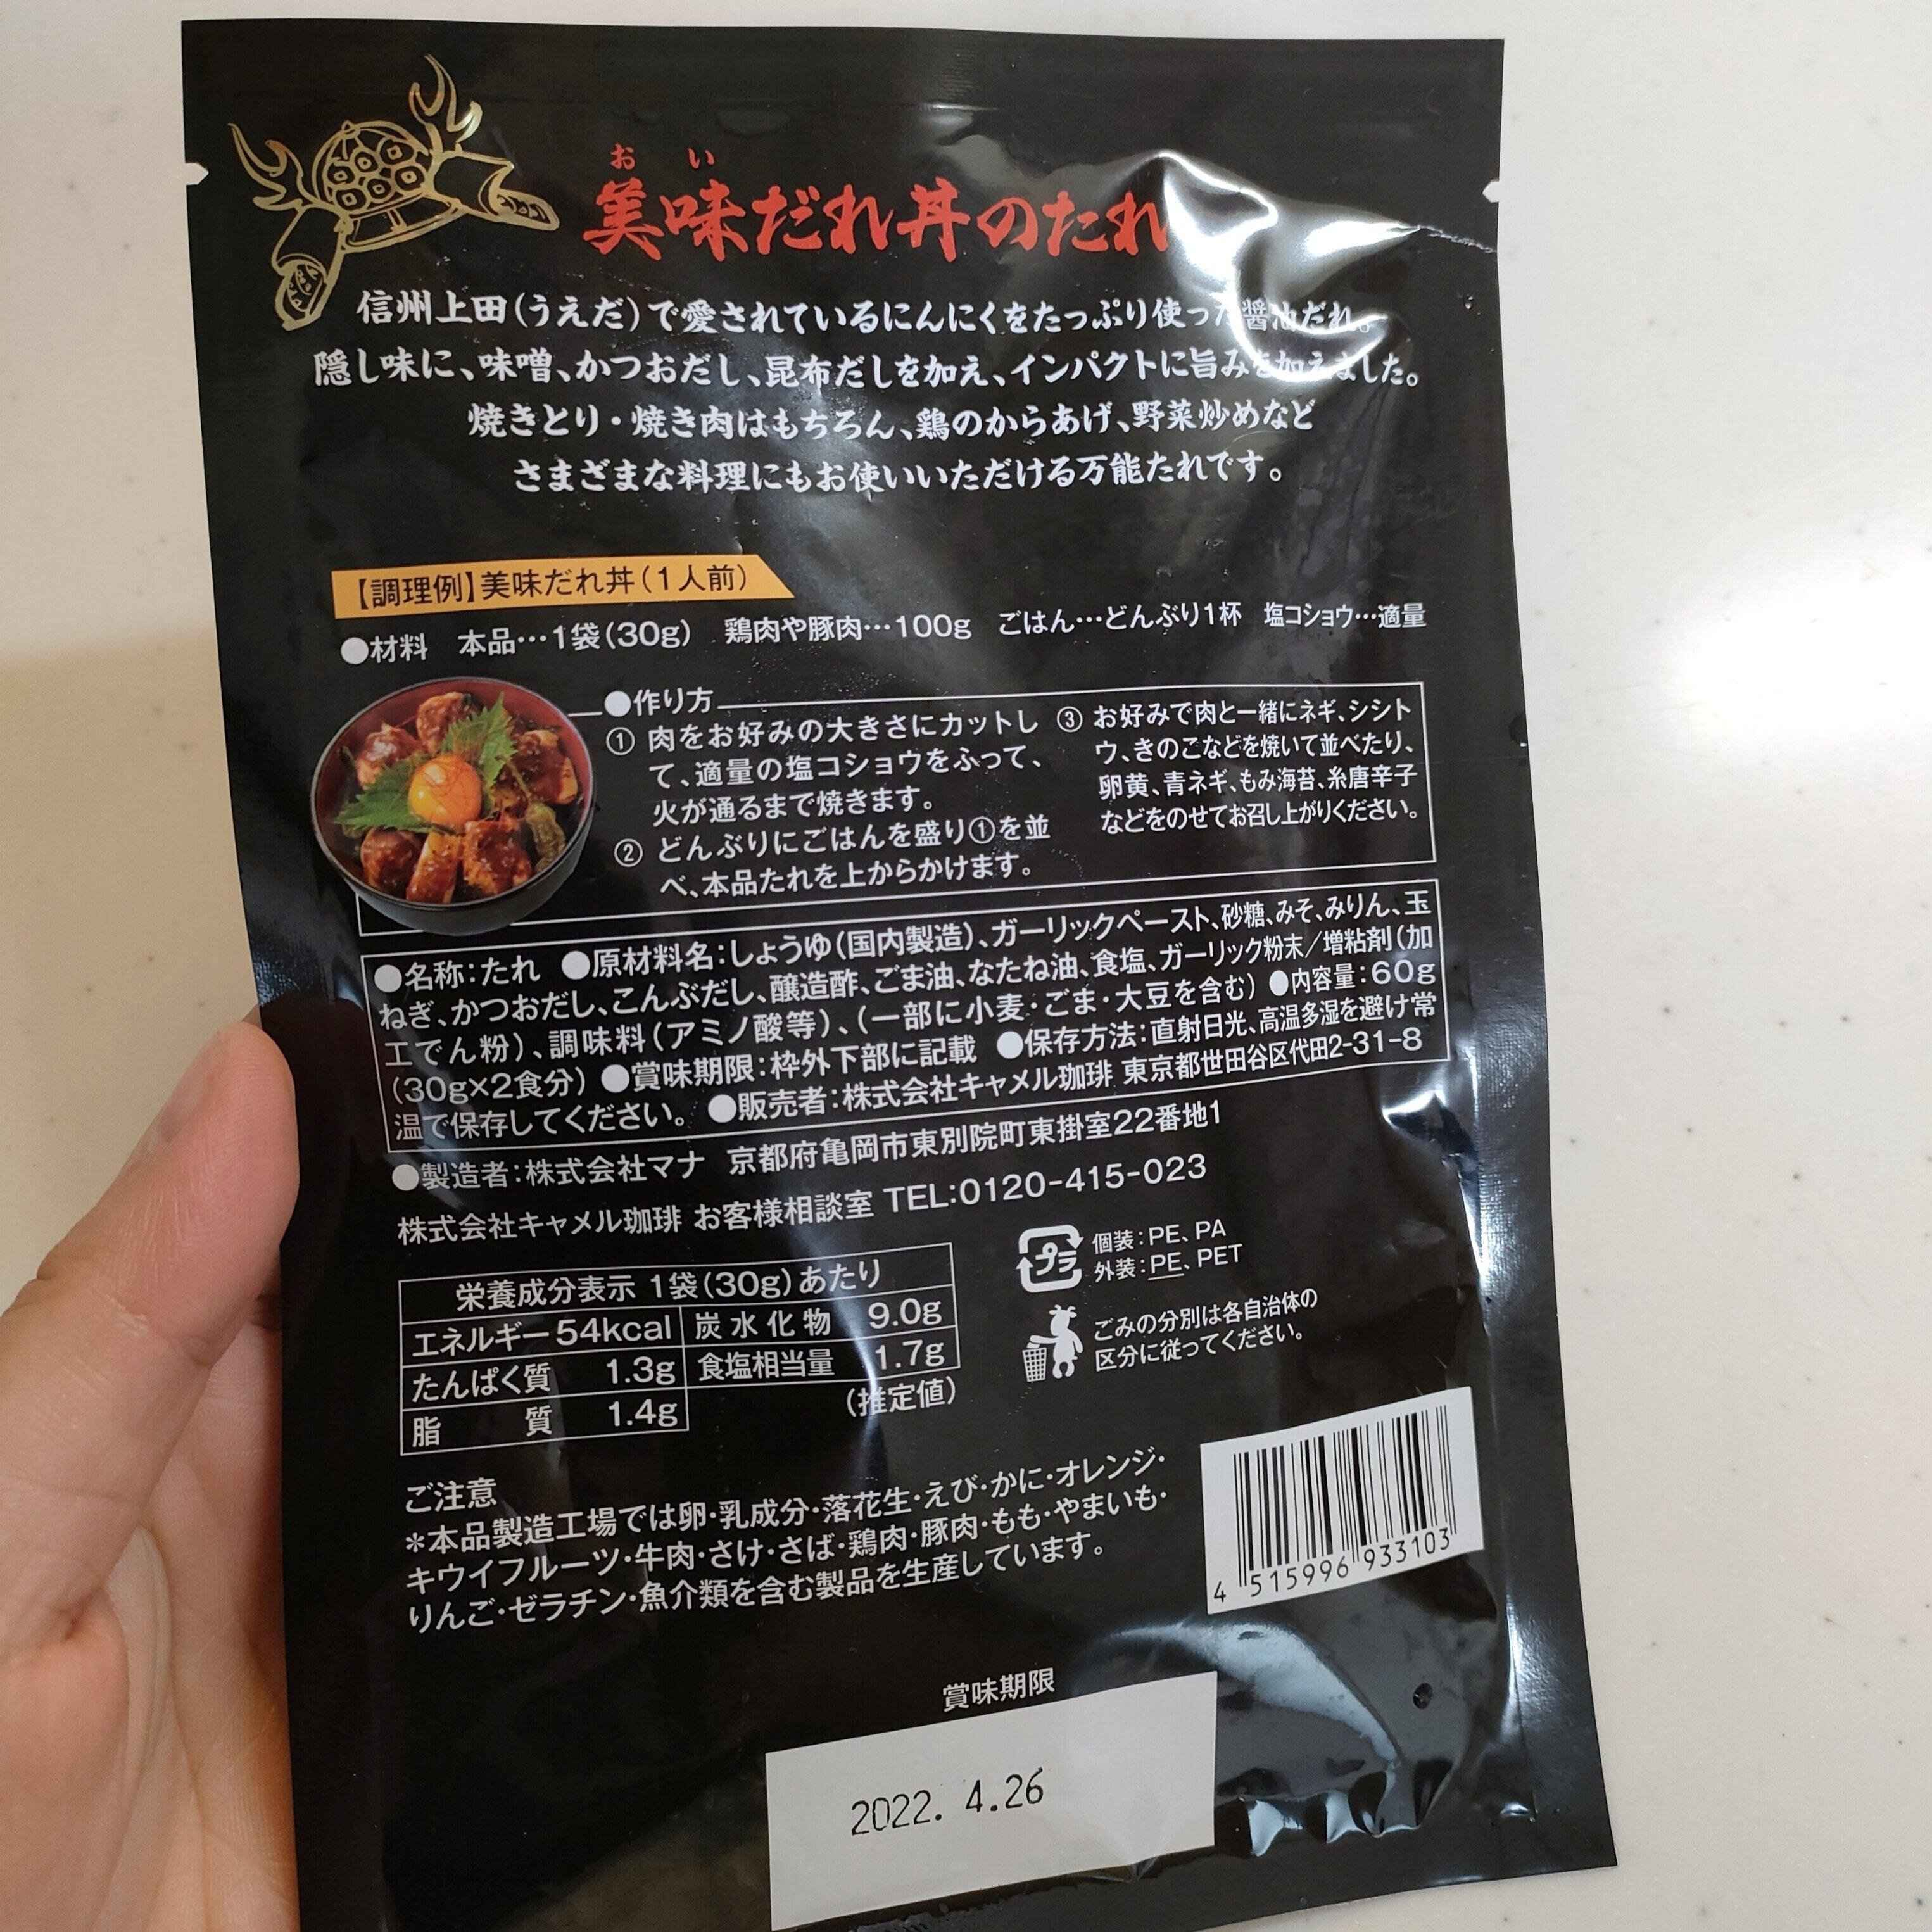 おい
美味だれ丼のたれ
信州上田(うえだ)で愛されているにんにくをたっぷり使った醤油だれ。
隠し味に、味噌、かつおだし、昆布だしを加え、インパクトに旨みを加えました。
焼きとり・焼き肉はもちろん、鶏のからあげ、野菜炒めなど
さまざまな料理にもお使いいただける万能たれです。
【調理例】美味だれ丼(1人前)
●材料 本品…1袋(30g) 鶏肉や豚肉…100g ごはん…どんぶり1杯 塩コショウ…適量
●作り方
① 肉をお好みの大きさにカットし
て、適量の塩コショウをふって、
火が通るまで焼きます。
② どんぶりにごはんを盛り①を並
べ、本品たれを上からかけます。
③ お好みで肉と一緒にネギ、シシト
ウ、きのこなどを焼いて並べたり、
卵黄、青ネギ、もみ海苔、糸唐辛子
などをのせてお召し上がりください。
●名称:たれ ●原材料名:しょうゆ(国内製造)、ガーリックペースト、砂糖、みそ、みりん、玉
ねぎ、かつおだし、こんぶだし、醸造酢、ごま油、なたね油、食塩、ガーリック粉末/増粘剤(加
工でん粉)、調味料(アミノ酸等)、(一部に小麦・ごま・大豆を含む) ●内容量:60g
(30g×2食分) ●賞味期限:枠外下部に記載 ●保存方法:直射日光、高温多湿を避け常
温で保存してください。 ●販売者:株式会社キャメル珈琲 東京都世田谷区代田2-31-8
●製造者:株式会社マナ 京都府亀岡市東別院町東掛室22番地1
株式会社キャメル珈琲 お客様相談室 TEL:0120-415-023
栄養成分表示 1袋(30g)あたり
エネルギー 54kcal 炭水化物 9.0g
たんぱく質 1.3g 食塩相当量 1.7g
脂質 1.4g (推定値)
プラ
個装:PE、PA
外装:PE、PET
ごみの分別は各自治体の
区分に従ってください。
ご注意
*本品製造工場では卵・乳成分・落花生・えび・かに・オレンジ・
キウイフルーツ・牛肉・さけ・さば・鶏肉・豚肉・もも・やまいも・
りんご・ゼラチン・魚介類を含む製品を生産しています。
4 515996 933103
賞味期限
2022. 4.26